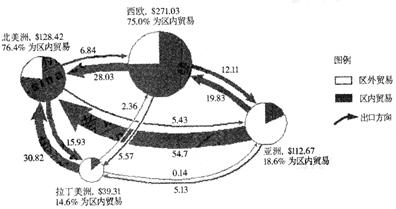 西欧, $271.03
75.0% 为区内贸易
北美洲, $128.42
76.4% 为区内贸易
6.84
28.03
12.11
19.83
图例
区外贸易
区内贸易
出口方向
2.36
5.43
15.93
30.82
5.57
54.7
亚洲, $112.67
18.6% 为区内贸易
0.14
5.13
拉丁美洲, $39.31
14.6% 为区内贸易